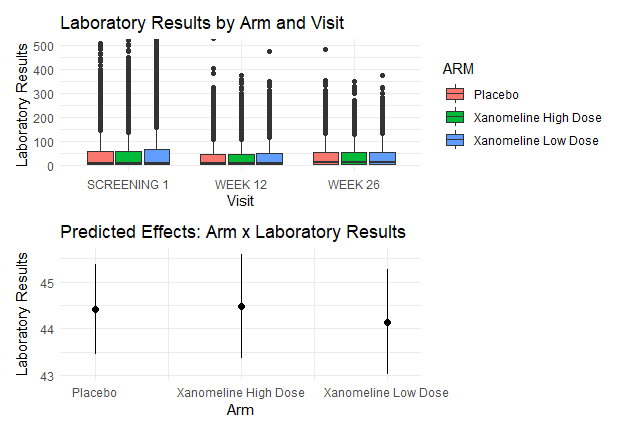 Laboratory Results by Arm and Visit
Laboratory Results
500
400
300
200
100
0
SCREENING 1 WEEK 12 WEEK 26
Visit
ARM
Placebo
Xanomeline High Dose
Xanomeline Low Dose
Predicted Effects: Arm x Laboratory Results
Laboratory Results
45
44
43
Placebo Xanomeline High Dose Xanomeline Low Dose
Arm